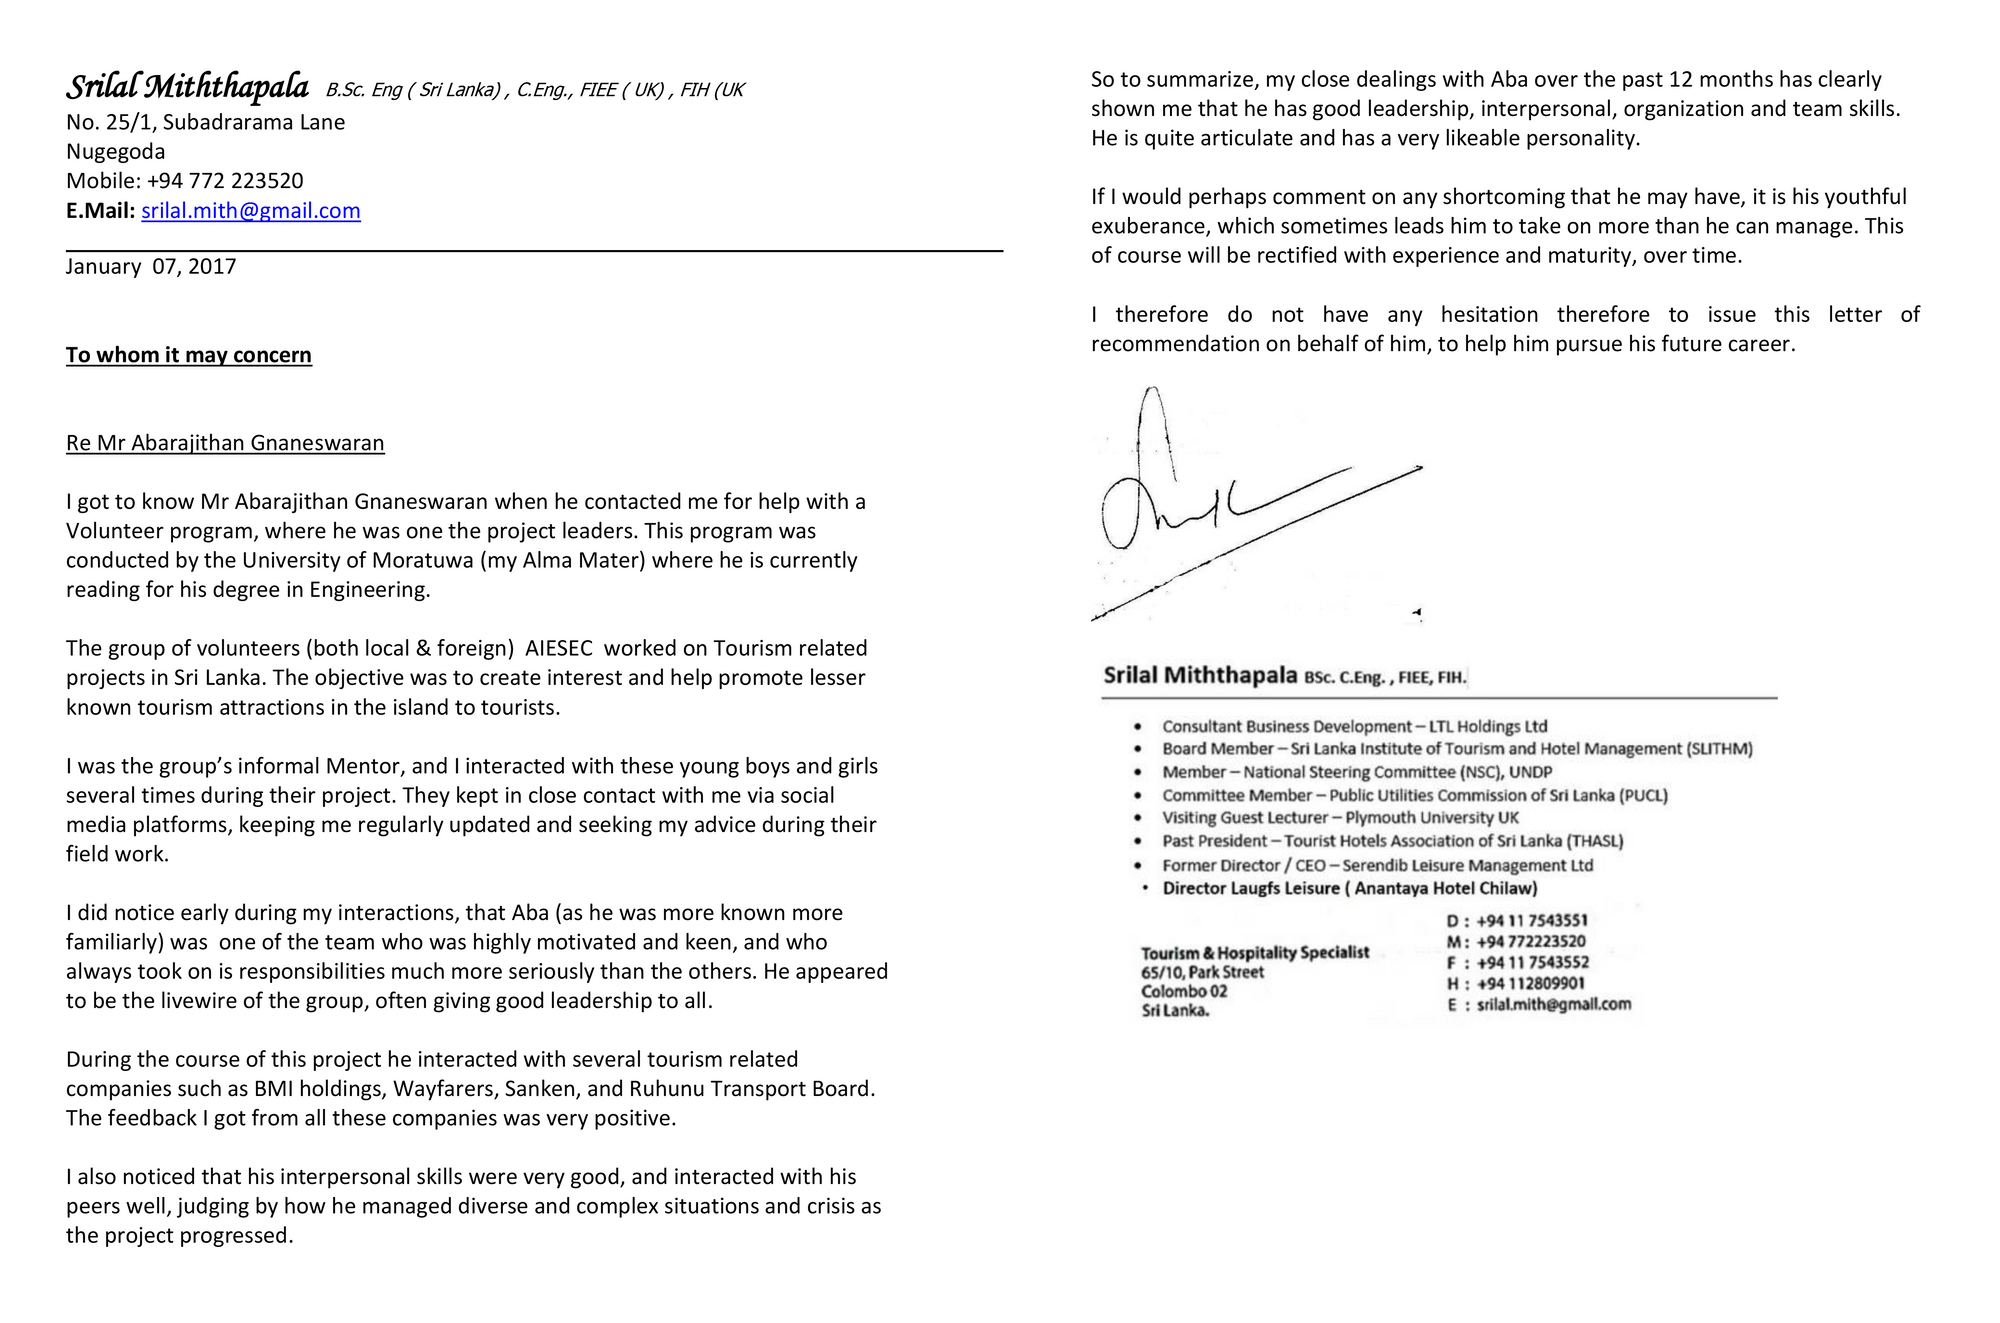 Srilal Miththapala B.Sc. Eng ( Sri Lanka) , C.Eng., FIEE ( UK) , FIH (UK
No. 25/1, Subadrarama Lane
Nugegoda
Mobile: +94 772 223520
E.Mail: srilal.mith@gmail.com
January 07, 2017
To whom it may concern
Re Mr Abarajithan Gnaneswaran
I got to know Mr Abarajithan Gnaneswaran when he contacted me for help with a
Volunteer program, where he was one the project leaders. This program was
conducted by the University of Moratuwa (my Alma Mater) where he is currently
reading for his degree in Engineering.
The group of volunteers (both local & foreign) AIESEC worked on Tourism related
projects in Sri Lanka. The objective was to create interest and help promote lesser
known tourism attractions in the island to tourists.
I was the group’s informal Mentor, and I interacted with these young boys and girls
several times during their project. They kept in close contact with me via social
media platforms, keeping me regularly updated and seeking my advice during their
field work.
I did notice early during my interactions, that Aba (as he was more known more
familiarly) was one of the team who was highly motivated and keen, and who
always took on is responsibilities much more seriously than the others. He appeared
to be the livewire of the group, often giving good leadership to all.
During the course of this project he interacted with several tourism related
companies such as BMI holdings, Wayfarers, Sanken, and Ruhunu Transport Board.
The feedback I got from all these companies was very positive.
I also noticed that his interpersonal skills were very good, and interacted with his
peers well, judging by how he managed diverse and complex situations and crisis as
the project progressed.
So to summarize, my close dealings with Aba over the past 12 months has clearly
shown me that he has good leadership, interpersonal, organization and team skills.
He is quite articulate and has a very likeable personality.
If I would perhaps comment on any shortcoming that he may have, it is his youthful
exuberance, which sometimes leads him to take on more than he can manage. This
of course will be rectified with experience and maturity, over time.
I therefore do not have any hesitation therefore to issue this letter of
recommendation on behalf of him, to help him pursue his future career.
Srilal Miththapala BSc. C.Eng. , FIEE, FIH.
• Consultant Business Development – LTL Holdings Ltd
• Board Member – Sri Lanka Institute of Tourism and Hotel Management (SLITHM)
• Member – National Steering Committee (NSC), UNDP
• Committee Member – Public Utilities Commission of Sri Lanka (PUCL)
• Visiting Guest Lecturer – Plymouth University UK
• Past President – Tourist Hotels Association of Sri Lanka (THASL)
• Former Director / CEO – Serendib Leisure Management Ltd
• Director Laugfs Leisure ( Anantaya Hotel Chilaw)
Tourism & Hospitality Specialist
65/10, Park Street
Colombo 02
Sri Lanka.
D : +94 11 7543551
M : +94 772223520
F : +94 11 7543552
H : +94 112809901
E : srilal.mith@gmail.com